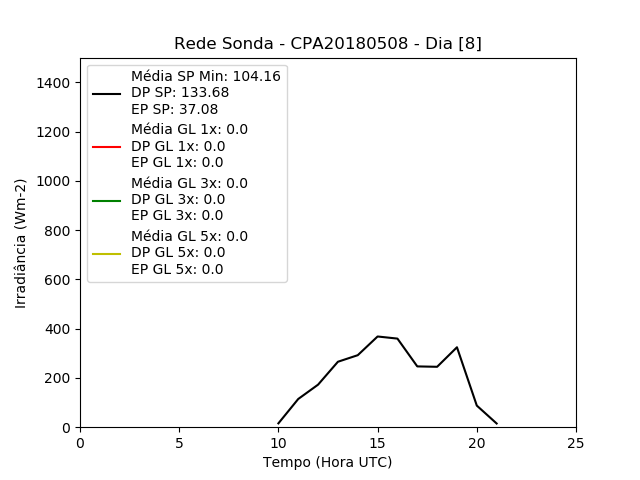 Rede Sonda - CPA20180508 - Dia [8]
Média SP Min: 104.16
DP SP: 133.68
EP SP: 37.08
Média GL 1x: 0.0
DP GL 1x: 0.0
EP GL 1x: 0.0
Média GL 3x: 0.0
DP GL 3x: 0.0
EP GL 3x: 0.0
Média GL 5x: 0.0
DP GL 5x: 0.0
EP GL 5x: 0.0
Irradiância (Wm-2)
1400
1200
1000
800
600
400
200
0
0 5 10 15 20 25
Tempo (Hora UTC)